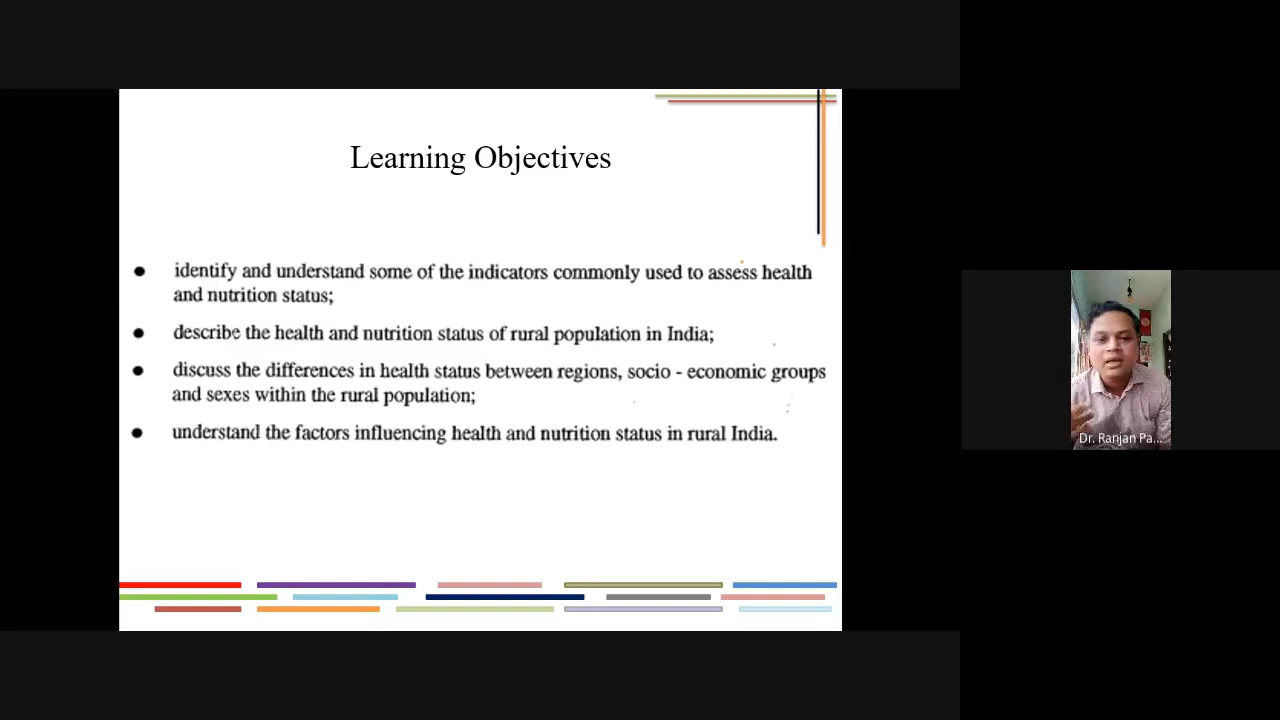 Learning Objectives
● identify and understand some of the indicators commonly used to assess health
and nutrition status;
● describe the health and nutrition status of rural population in India;
● discuss the differences in health status between regions, socio - economic groups
and sexes within the rural population;
● understand the factors influencing health and nutrition status in rural India.
Dr. Ranjan Pa...